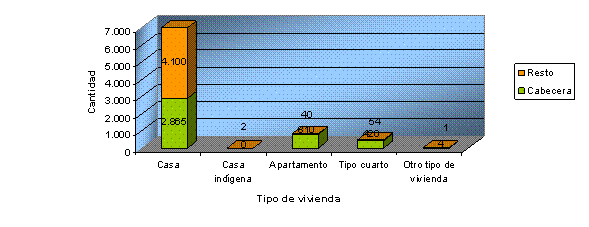 7.000
6.000
5.000
4.000
3.000
2.000
1.000
0
Cantidad
4.100
2.865
2
0
40
810
54
420
1
4
Casa
Casa indígena
Apartamento
Tipo cuarto
Otro tipo de vivienda
Tipo de vivienda
Resto
Cabecera